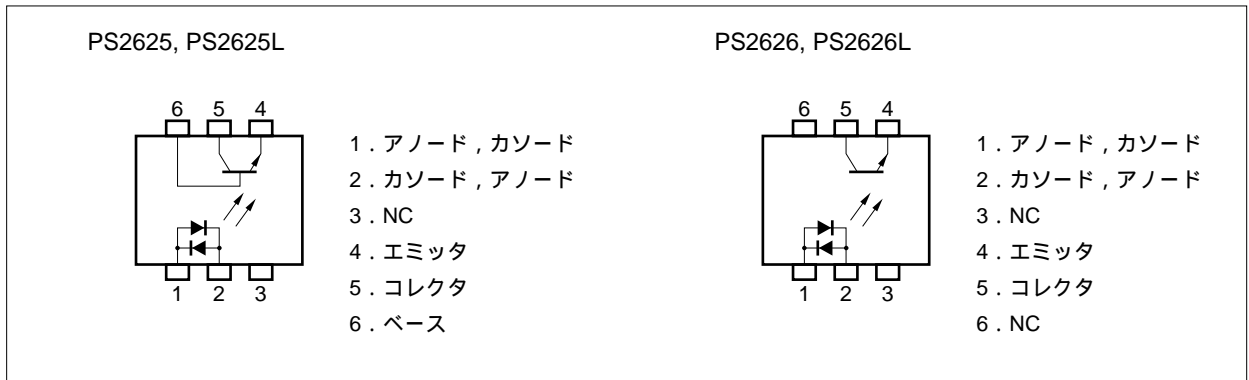 PS2625, PS2625L
6 5 4
1 2 3
1．アノード，カソード
2．カソード，アノード
3．NC
4．エミッタ
5．コレクタ
6．ベース
PS2626, PS2626L
6 5 4
1 2 3
1．アノード，カソード
2．カソード，アノード
3．NC
4．エミッタ
5．コレクタ
6．NC